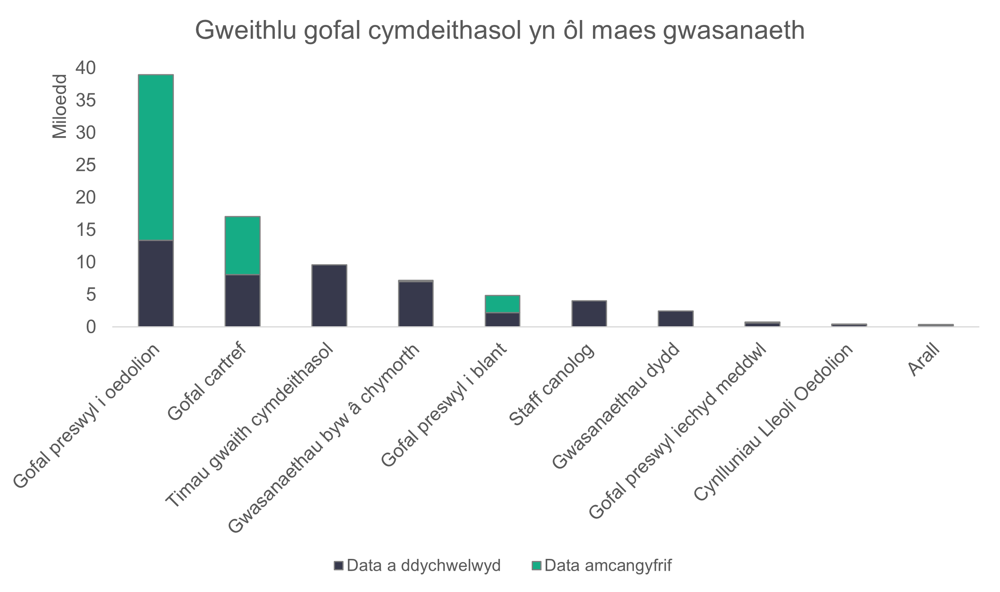 Gweithlu gofal cymdeithasol yn ôl maes gwasanaeth
Miloedd
40
35
30
25
20
15
10
5
0
Gofal preswyl i oedolion
Gofal cartref
Timau gwaith cymdeithasol
Gwasanaethau byw â chymorth
Gofal preswyl i blant
Staff canolog
Gwasanaethau dydd
Gofal preswyl iechyd meddwl
Cynlluniau Lleoli Oedolion
Arall
Data a ddychwelwyd
Data amcangyfrif